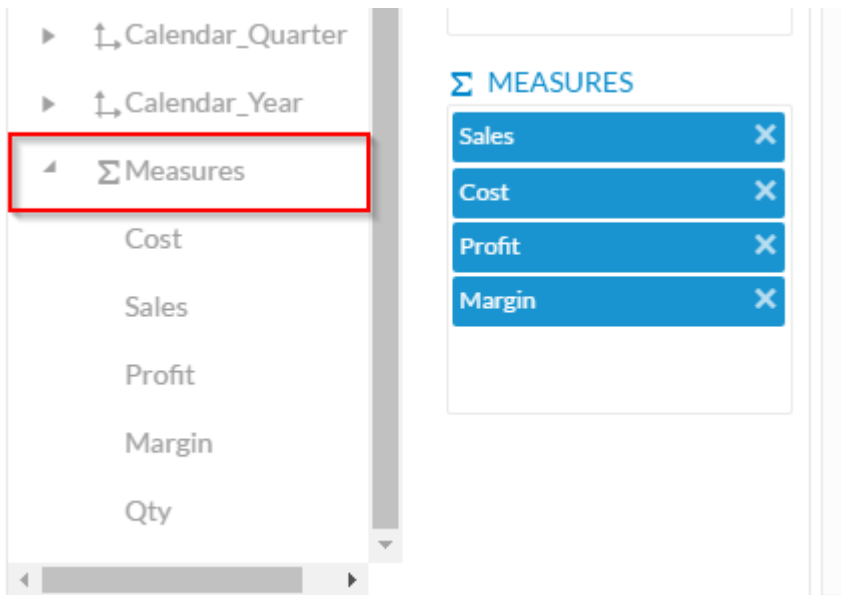 Calendar_Quarter
Calendar_Year
Σ Measures
Cost
Sales
Profit
Margin
Qty
Σ MEASURES
Sales
Cost
Profit
Margin